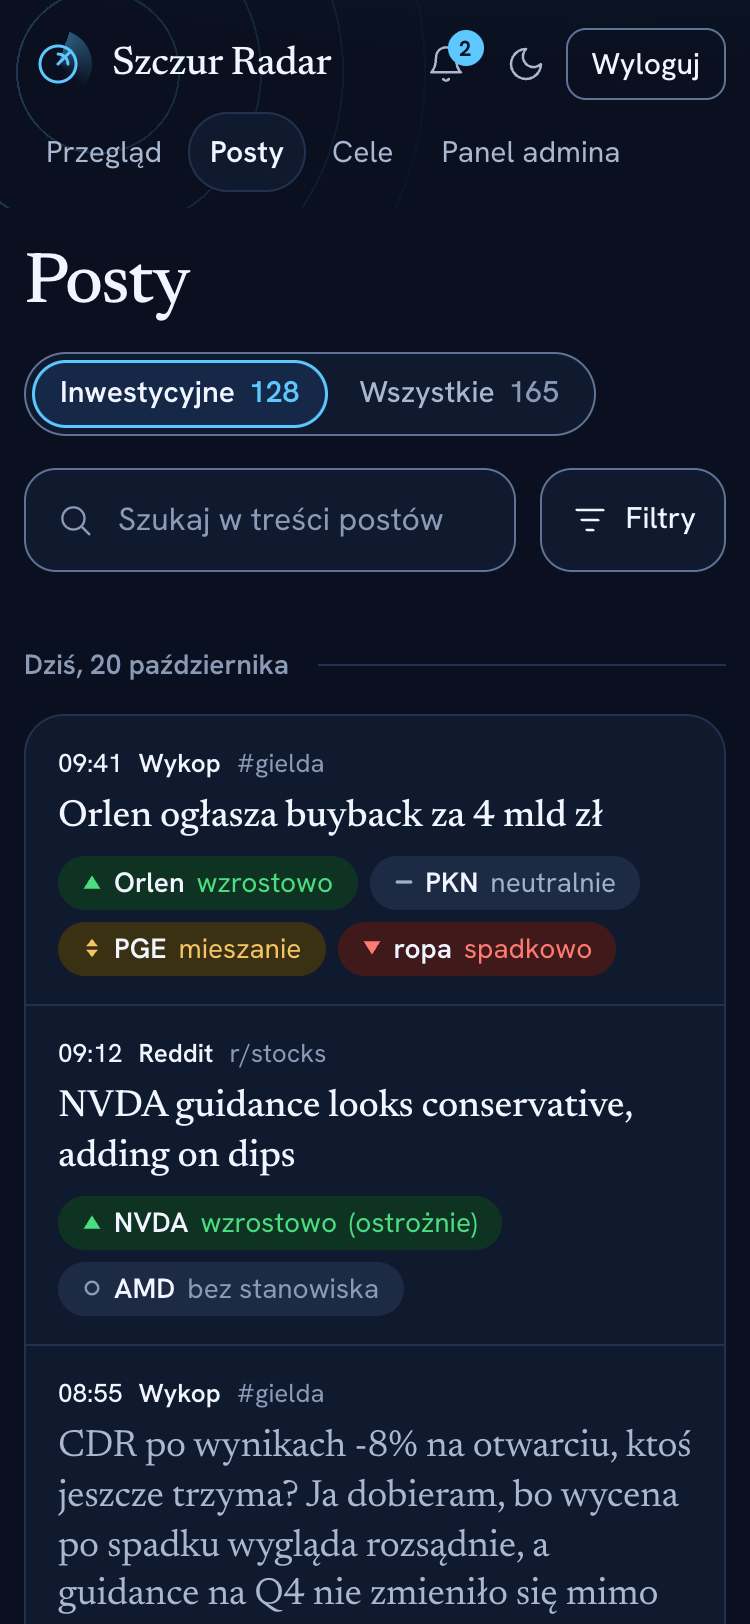 Szczur Radar
2
Wyloguj
Przegląd Posty Cele Panel admina
Posty
Inwestycyjne 128 Wszystkie 165
Szukaj w treści postów
Filtry
Dziś, 20 października
09:41 Wykop #gielda
Orlen ogłasza buyback za 4 mld zł
Orlen wzrostowo PKN neutralnie
PGE mieszanie ropa spadkowo
09:12 Reddit r/stocks
NVDA guidance looks conservative,
adding on dips
NVDA wzrostowo (ostrożnie)
AMD bez stanowiska
08:55 Wykop #gielda
CDR po wynikach -8% na otwarciu, ktoś
jeszcze trzyma? Ja dobieram, bo wycena
po spadku wygląda rozsądnie, a
guidance na Q4 nie zmieniło się mimo